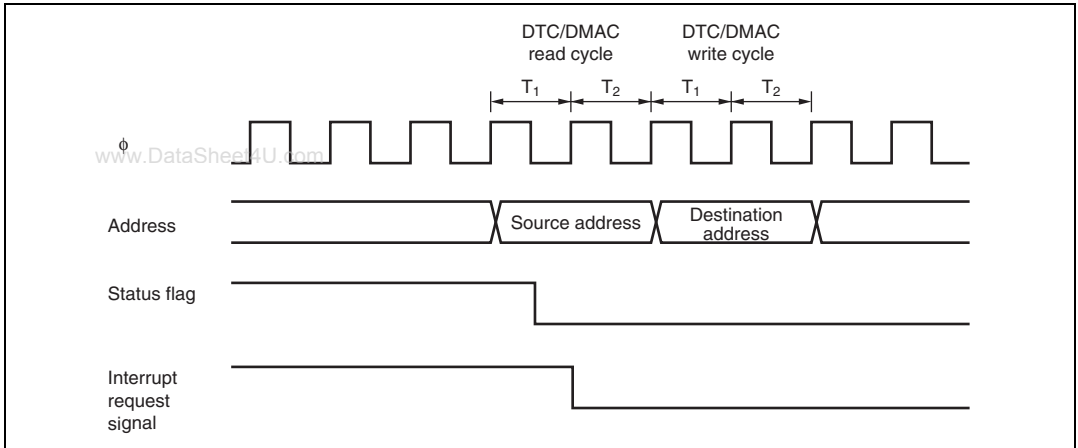 DTC/DMAC
read cycle
DTC/DMAC
write cycle
T₁ T₂ T₁ T₂
ϕ
www.DataSheet4U.com
Address
Source address
Destination
address
Status flag
Interrupt
request
signal